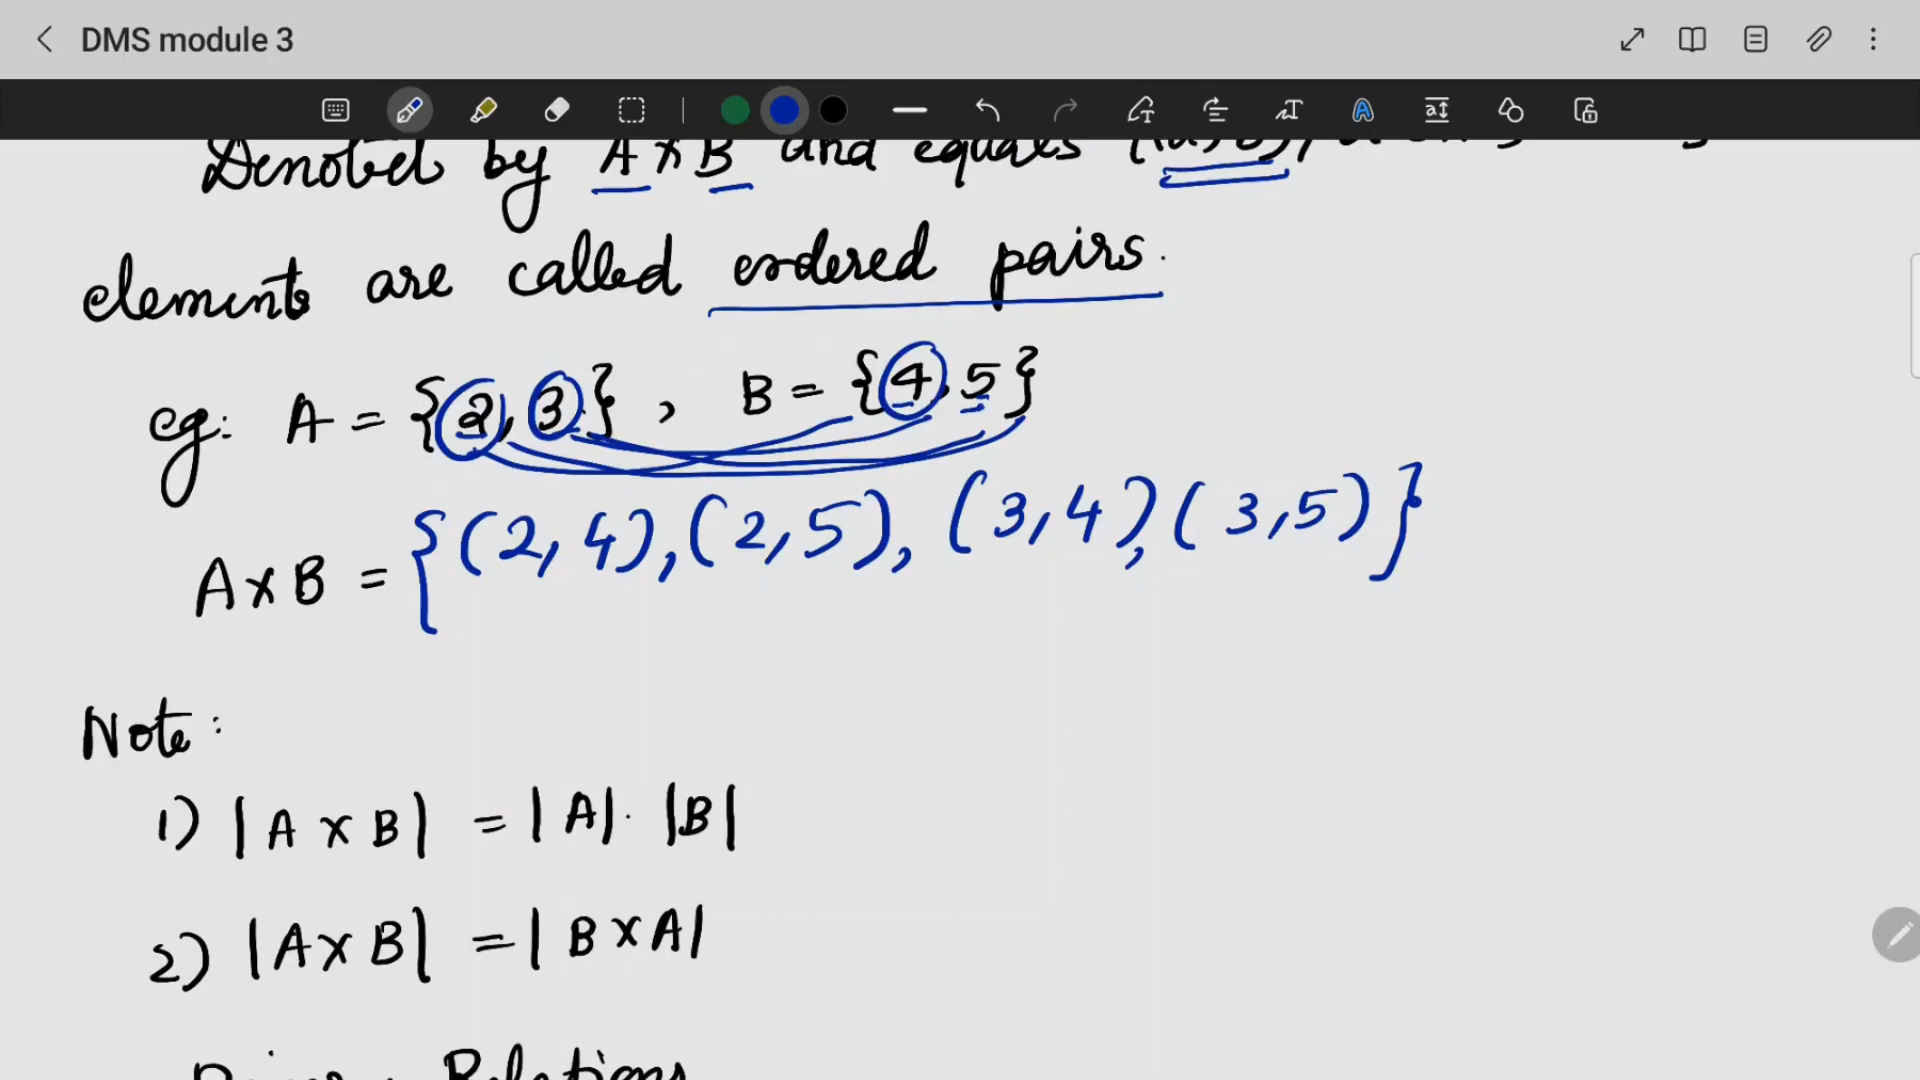 DMS module 3
Denoted by A × B and equals
elements are called ordered pairs.
eg: A = {2, 3}, B = {4, 5}
A × B = {(2, 4), (2, 5), (3, 4), (3, 5)}
Note:
1) |A × B| = |A| · |B|
2) |A × B| = |B × A|
Relations